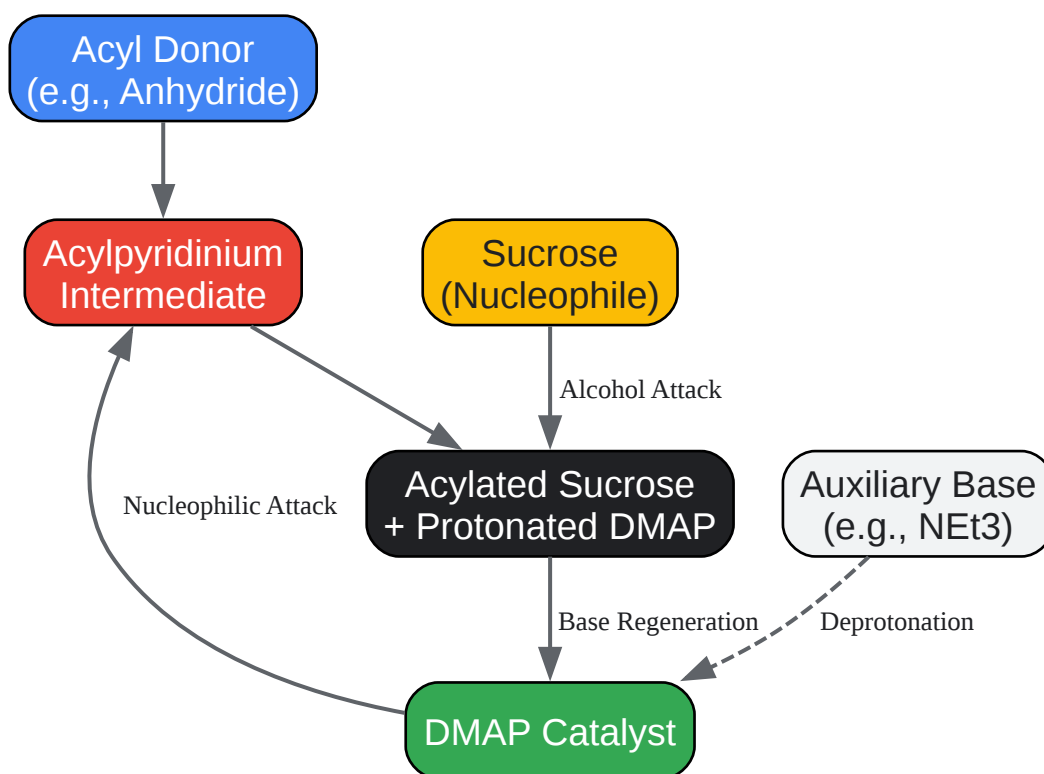 Acyl Donor
(e.g., Anhydride)
Acylpyridinium
Intermediate
Sucrose
(Nucleophile)
Alcohol Attack
Nucleophilic Attack
Acylated Sucrose
+ Protonated DMAP
Auxiliary Base
(e.g., NEt3)
Base Regeneration
Deprotonation
DMAP Catalyst